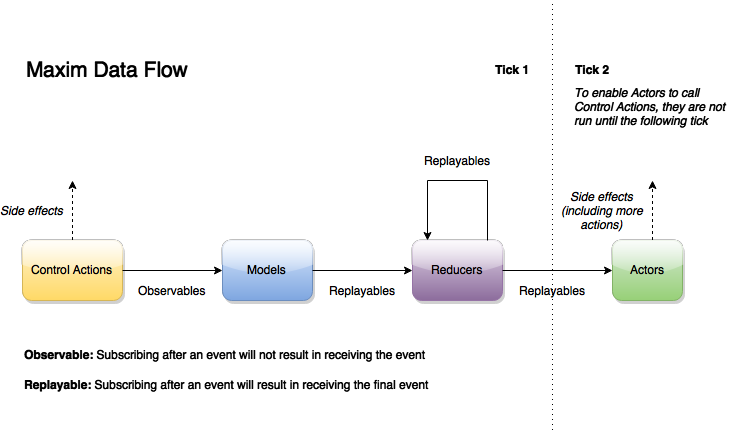 Maxim Data Flow
Tick 1
Tick 2
To enable Actors to call
Control Actions, they are not
run until the following tick
Replayables
Side effects
Side effects
(including more
actions)
Control Actions
Models
Reducers
Actors
Observables
Replayables
Replayables
Observable: Subscribing after an event will not result in receiving the event
Replayable: Subscribing after an event will result in receiving the final event